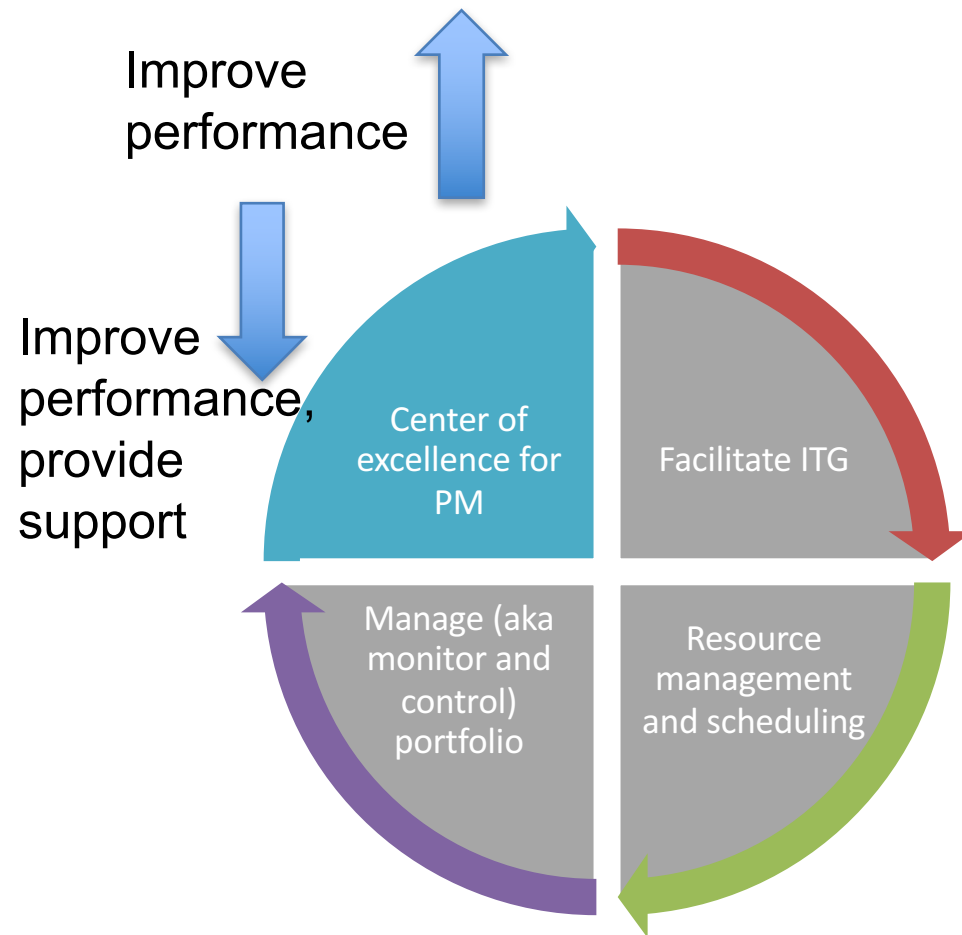 Improve
performance
Improve
performance,
provide
support
Center of
excellence for
PM
Facilitate ITG
Manage (aka
monitor and
control)
portfolio
Resource
management
and scheduling